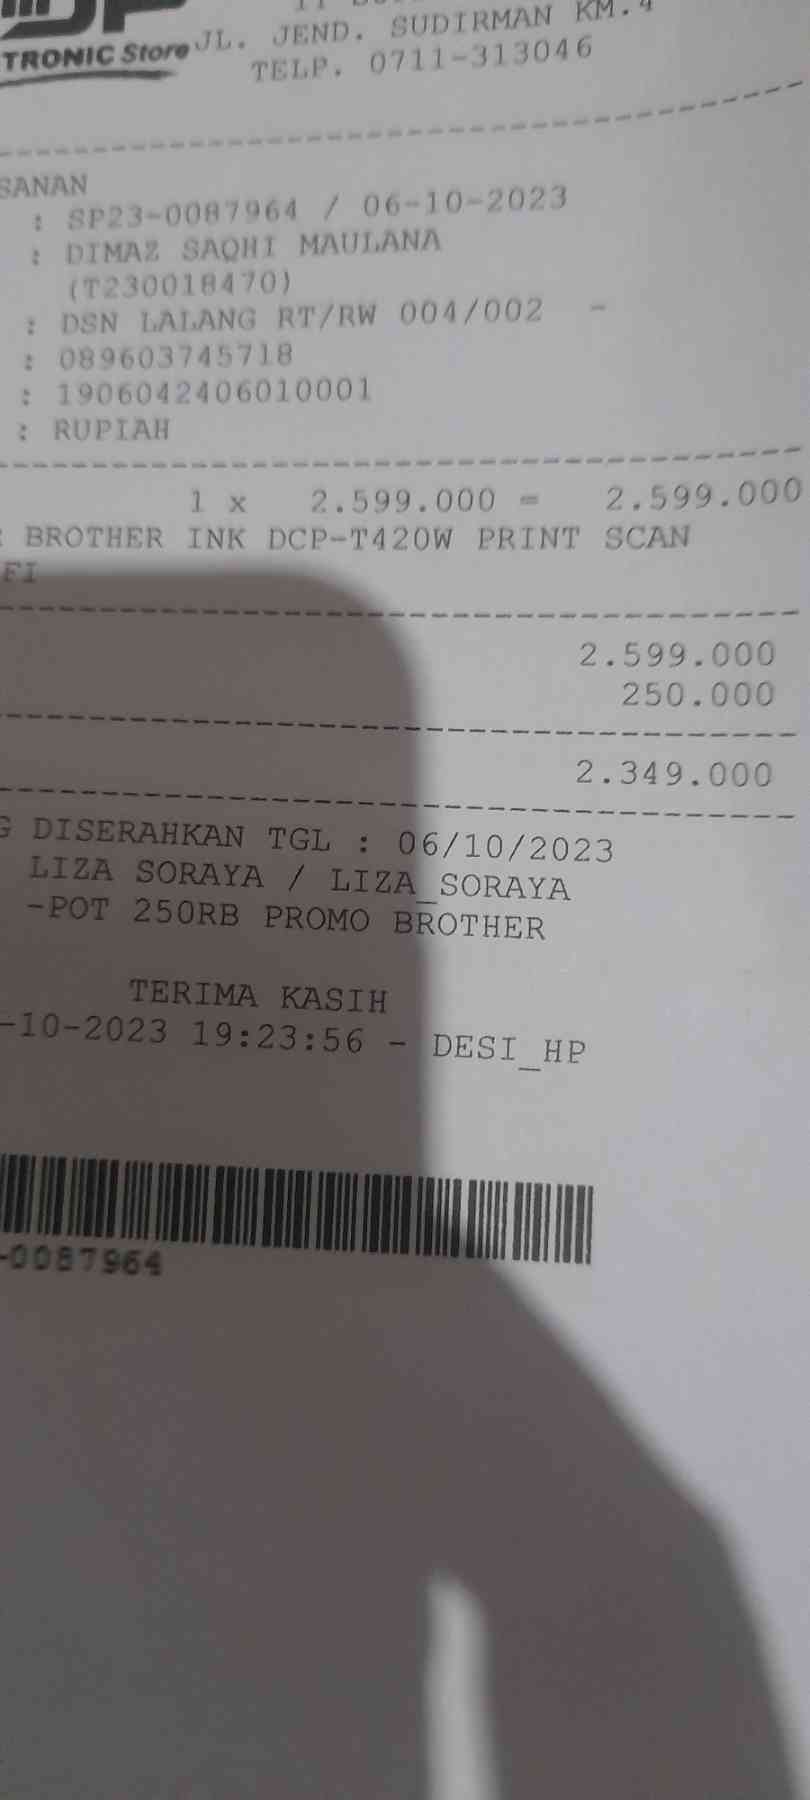 TRONIC Store
JL. JEND. SUDIRMAN KM.4
TELP. 0711-313046
SANAN
: SP23-0087964 / 06-10-2023
: DIMAZ SAQHI MAULANA
(T230018470)
: DSN LALANG RT/RW 004/002 -
: 089603745718
: 1906042406010001
: RUPIAH
1 x 2.599.000 = 2.599.000
BROTHER INK DCP-T420W PRINT SCAN
FI
2.599.000
250.000
2.349.000
G DISERAHKAN TGL : 06/10/2023
LIZA SORAYA / LIZA_SORAYA
-POT 250RB PROMO BROTHER
TERIMA KASIH
-10-2023 19:23:56 - DESI_HP
-0087964